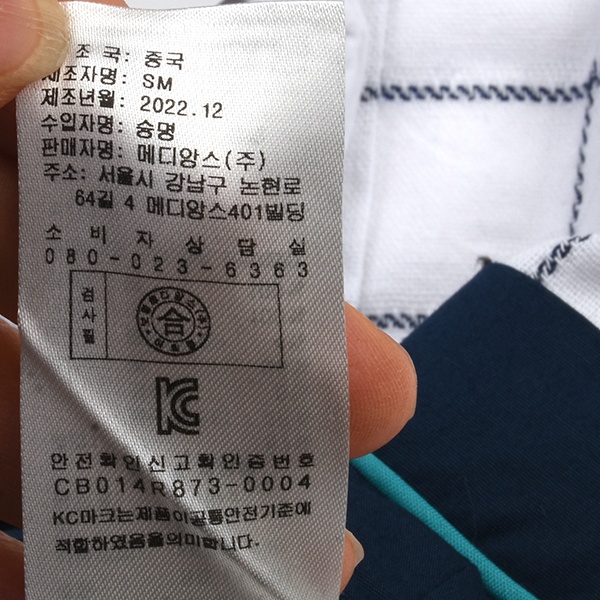 조 국: 중국
제조자명: SM
제조년월: 2022.12
수입자명: 승명
판매자명: 메디앙스(주)
주소: 서울시 강남구 논현로
64길 4 메디앙스401빌딩
소 비 자 상 담 실
080-023-6363
검사필
合
KC
안전확인신고확인증번호
CB014R873-0004
KC마크는제품이공통안전기준에
적합하였음을의미합니다.